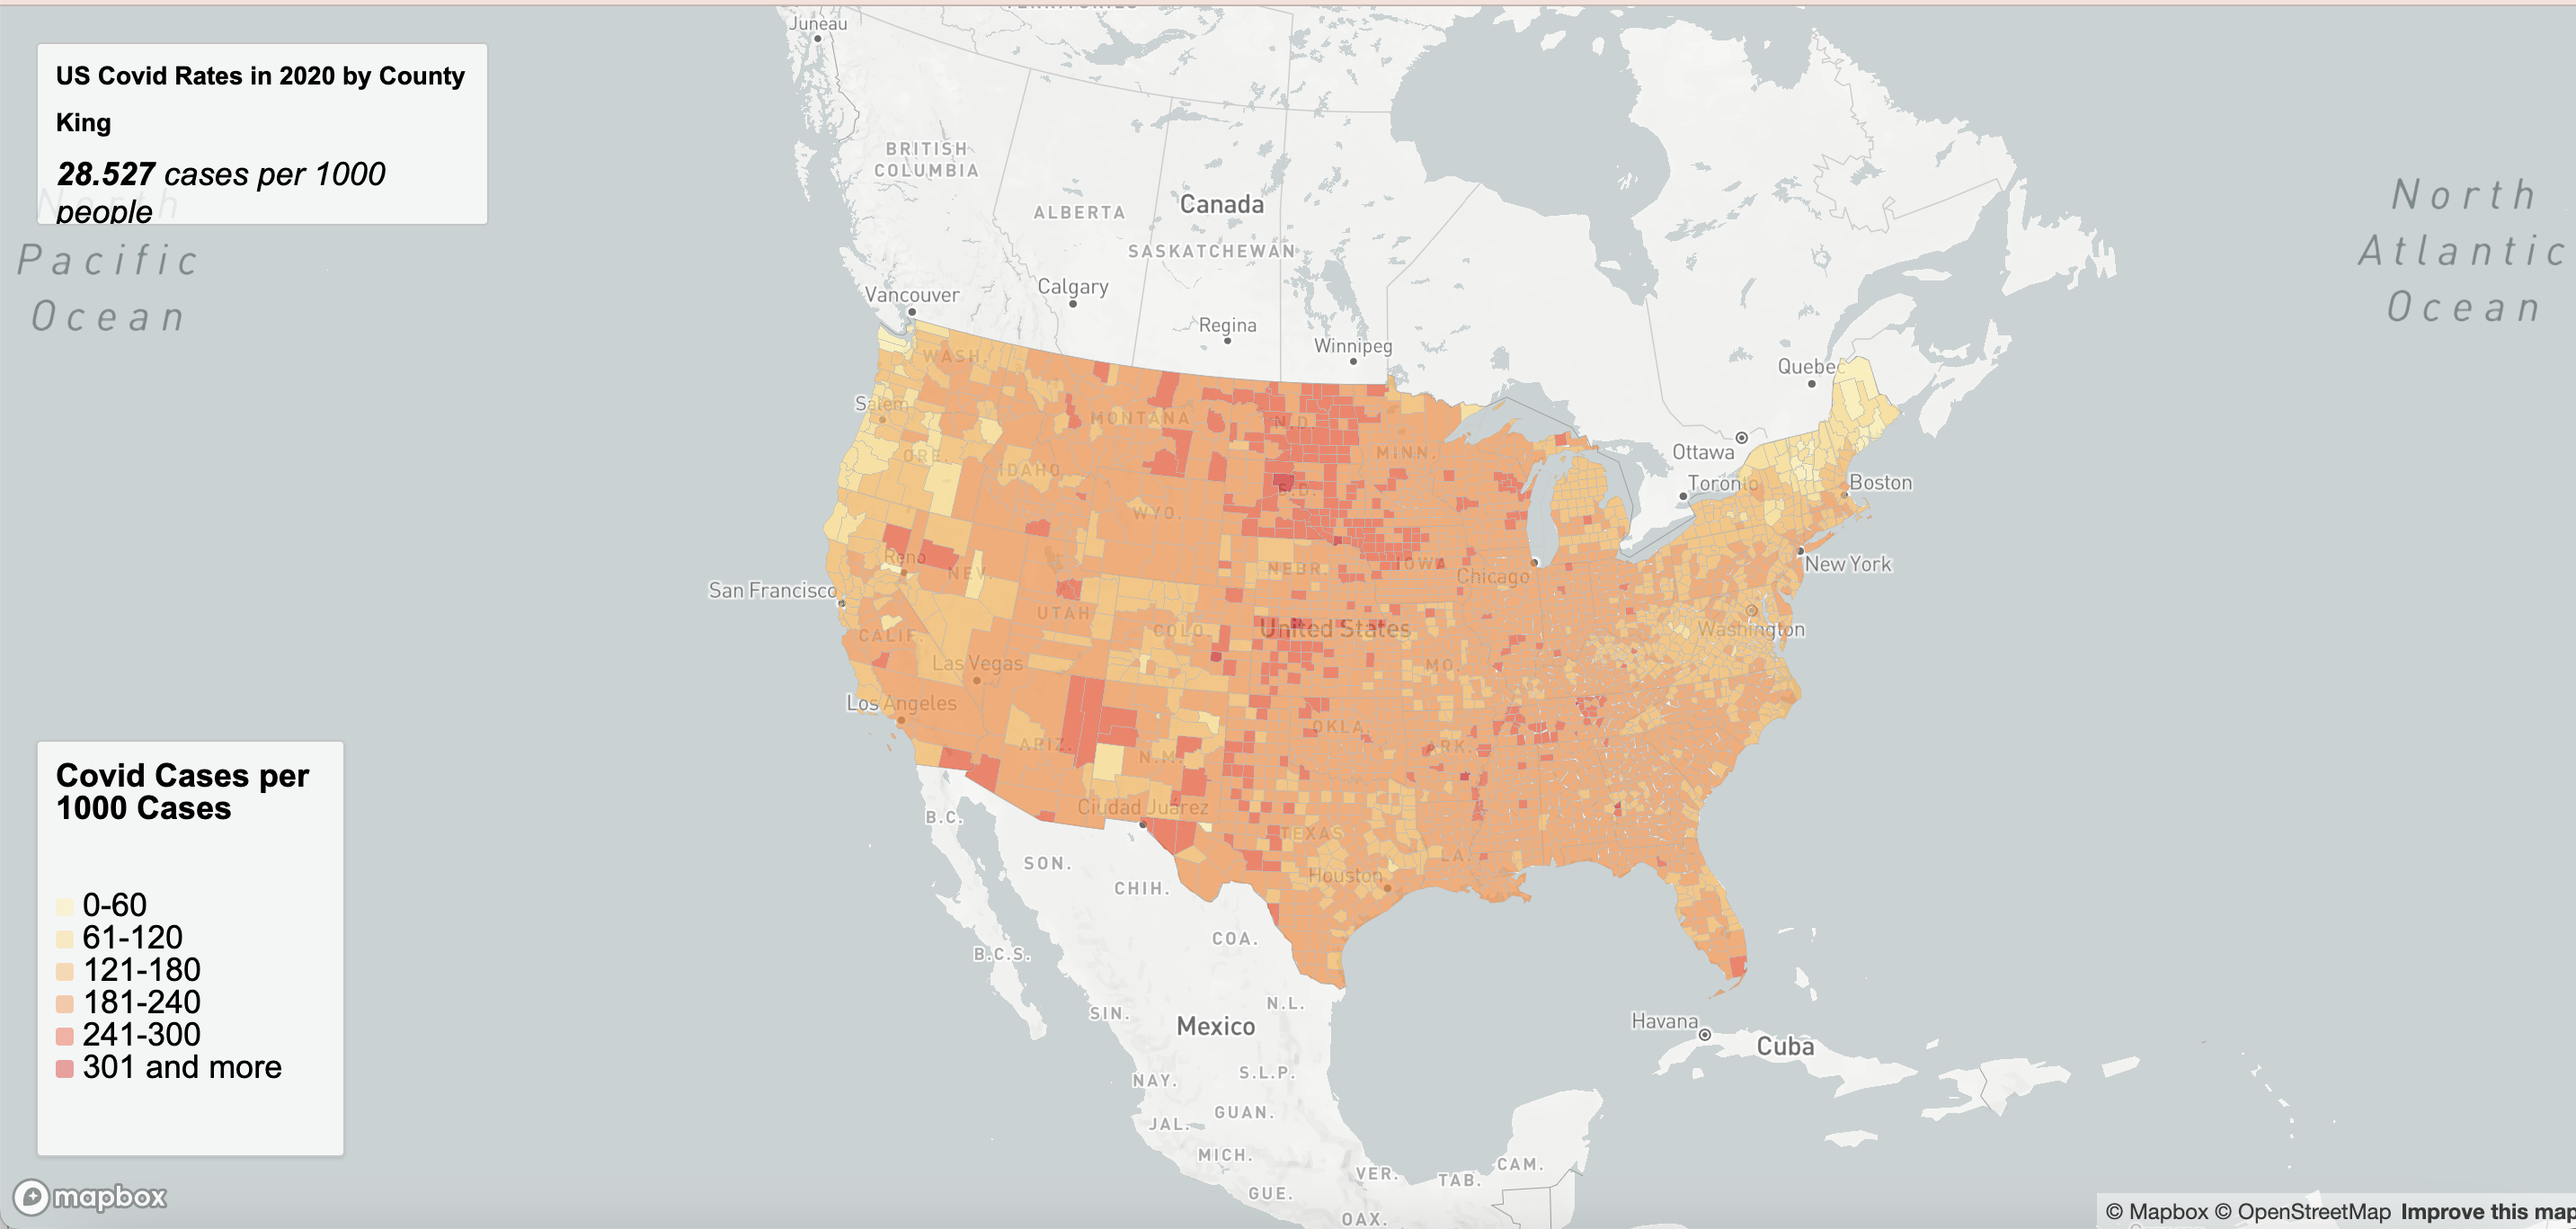 TERRITORIES
Juneau
US Covid Rates in 2020 by County
King
28.527 cases per 1000
people
North
Pacific
Ocean
North
Atlantic
Ocean
BRITISH
COLUMBIA
ALBERTA
Canada
SASKATCHEWAN
Calgary
Vancouver
Regina
Winnipeg
Quebec
WASH.
Salem
MONTANA
N.D.
MINN.
Ottawa
ORE.
IDAHO
Toronto
Boston
S.D.
WYO.
Reno
NEV.
NEBR.
IOWA
Chicago
New York
San Francisco
UTAH
COLO.
United States
Washington
CALIF.
Las Vegas
MO.
Los Angeles
OKLA.
ARIZ.
N.M.
ARK.
Ciudad Juárez
B.C.
TEXAS
LA.
SON.
Houston
CHIH.
COA.
B.C.S.
N.L.
SIN.
Mexico
Havana
Cuba
NAY.
S.L.P.
GUAN.
JAL.
MICH.
VER.
TAB.
CAM.
GUE.
OAX.
Covid Cases per
1000 Cases
0-60
61-120
121-180
181-240
241-300
301 and more
mapbox
© Mapbox © OpenStreetMap Improve this map